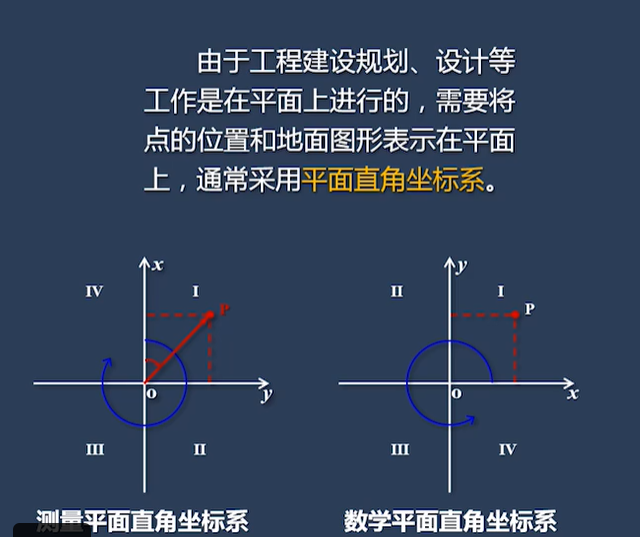 由于工程建设规划、设计等
工作是在平面上进行的，需要将
点的位置和地面图形表示在平面
上，通常采用平面直角坐标系。
x
y
IV
I
II
I
P
P
o
y
o
x
III
II
III
IV
测量平面直角坐标系
数学平面直角坐标系